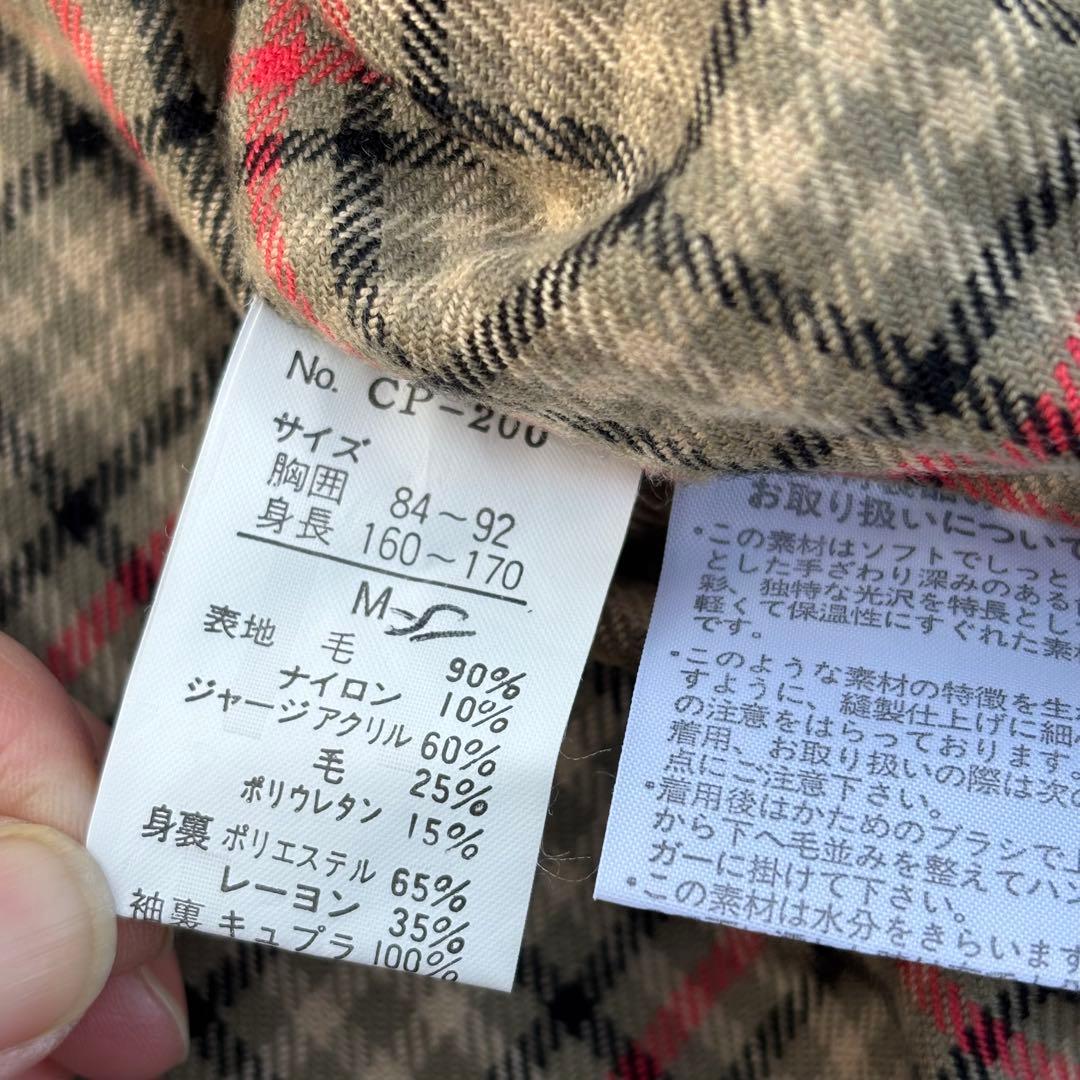 No. CP-200
サイズ
胸囲 84～92
身長 160～170
M
表地 毛 90%
ナイロン 10%
ジャージアクリル 60%
毛 25%
ポリウレタン 15%
身裏 ポリエステル 65%
レーヨン 35%
袖裏 キュプラ 100%
お取り扱いについて
・この素材はソフトでしっと
とした手ざわり深みのある
彩、独特な光沢を特長とし
軽くて保温性にすぐれた素材
です。
・このような素材の特徴を生
すように、縫製仕上げに細
の注意をはらっております。
着用、お取り扱いの際は次の
点にご注意下さい。
・着用後はかためのブラシで
から下へ毛並みを整えてハン
ガーに掛けて下さい。
・この素材は水分をきらいます